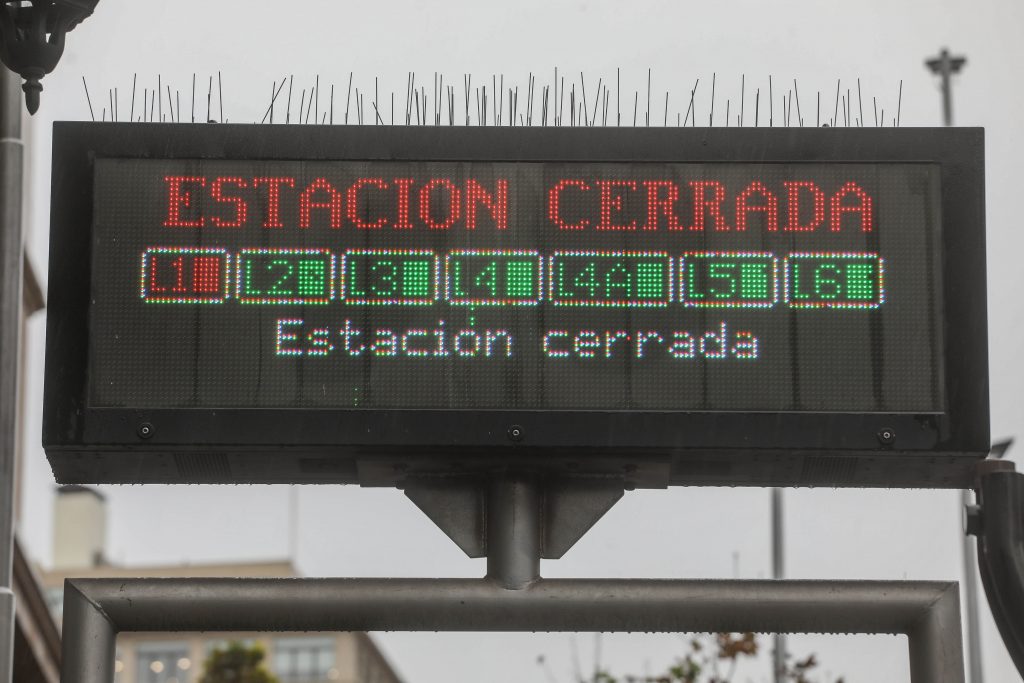 ESTACION CERRADA
L1 L2 L3 L4 L4A L5 L6
Estación cerrada